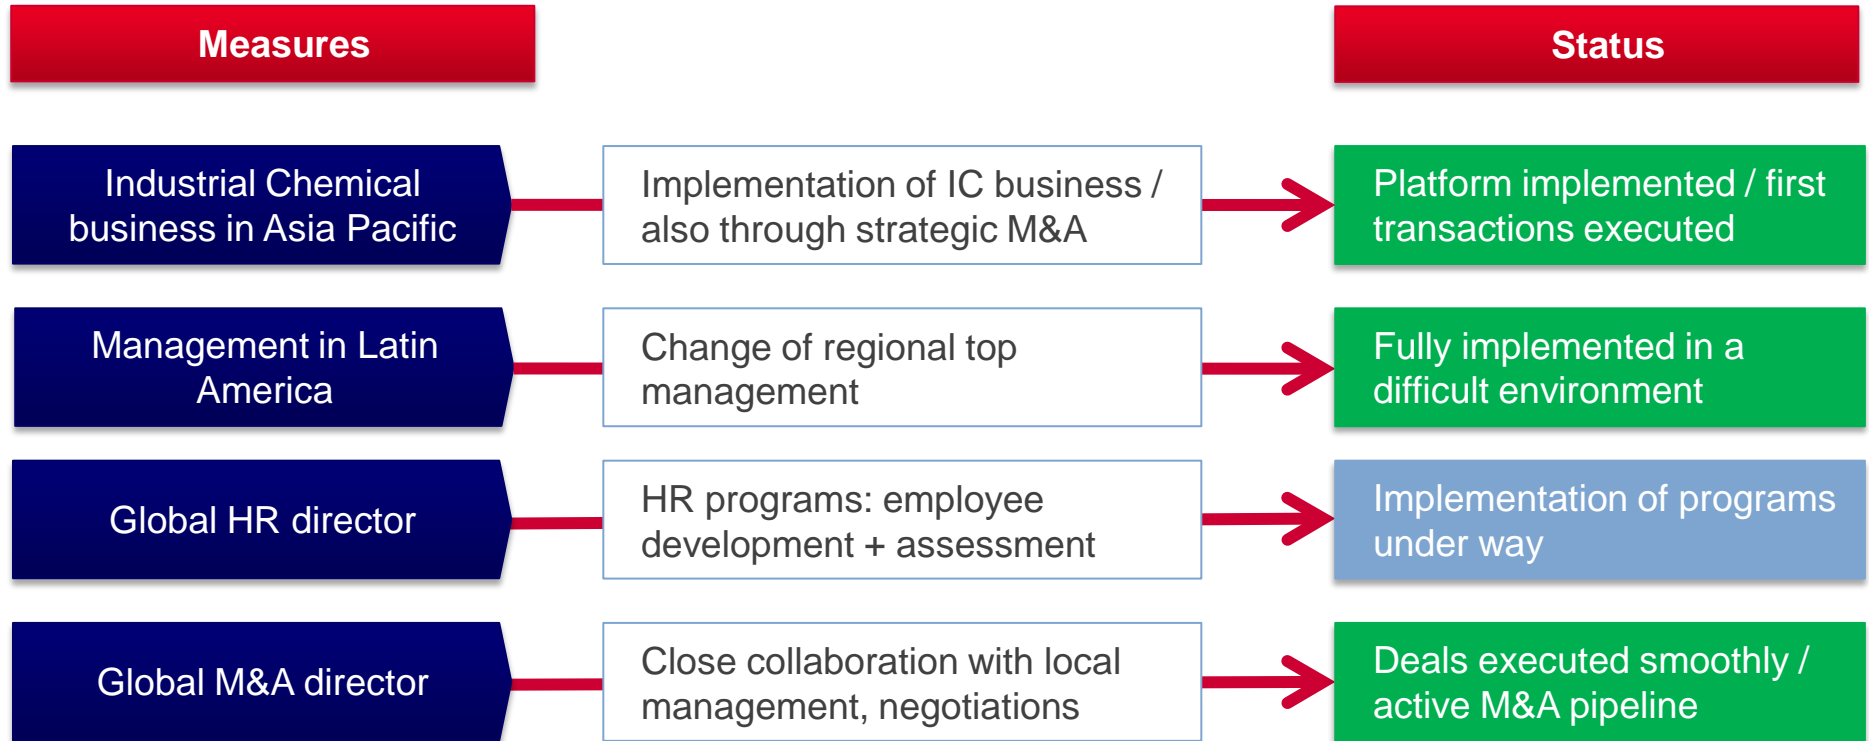 Measures
Status
Industrial Chemical
business in Asia Pacific
Implementation of IC business /
also through strategic M&A
Platform implemented / first
transactions executed
Management in Latin
America
Change of regional top
management
Fully implemented in a
difficult environment
Global HR director
HR programs: employee
development + assessment
Implementation of programs
under way
Global M&A director
Close collaboration with local
management, negotiations
Deals executed smoothly /
active M&A pipeline